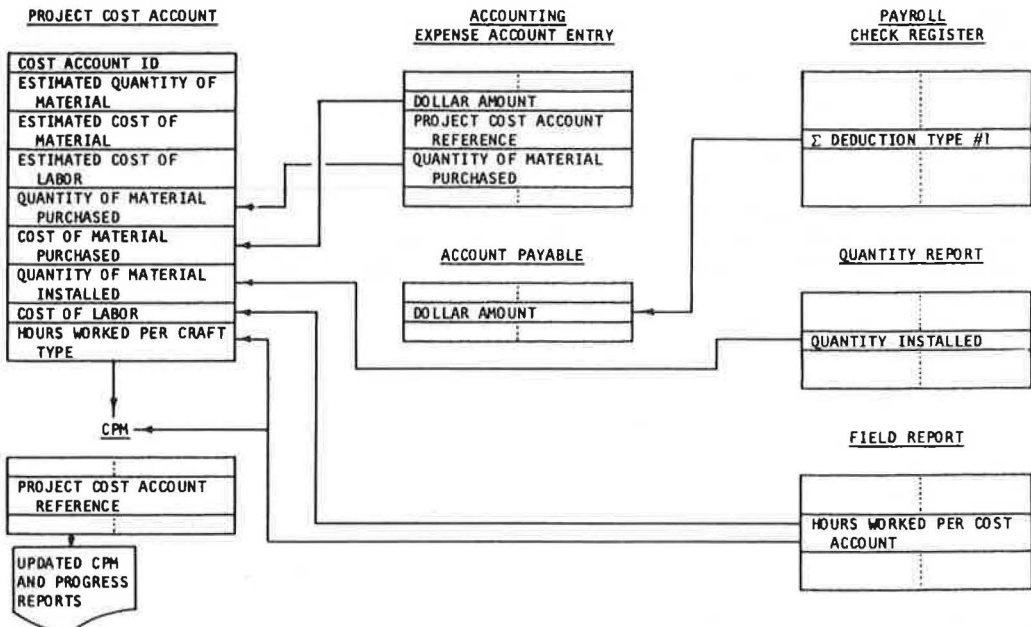 PROJECT COST ACCOUNT
COST ACCOUNT ID
ESTIMATED QUANTITY OF
MATERIAL
ESTIMATED COST OF
MATERIAL
ESTIMATED COST OF
LABOR
QUANTITY OF MATERIAL
PURCHASED
COST OF MATERIAL
PURCHASED
QUANTITY OF MATERIAL
INSTALLED
COST OF LABOR
HOURS WORKED PER CRAFT
TYPE
CPM
PROJECT COST ACCOUNT
REFERENCE
UPDATED CPM
AND PROGRESS
REPORTS
ACCOUNTING
EXPENSE ACCOUNT ENTRY
DOLLAR AMOUNT
PROJECT COST ACCOUNT
REFERENCE
QUANTITY OF MATERIAL
PURCHASED
ACCOUNT PAYABLE
DOLLAR AMOUNT
PAYROLL
CHECK REGISTER
Σ DEDUCTION TYPE #1
QUANTITY REPORT
QUANTITY INSTALLED
FIELD REPORT
HOURS WORKED PER COST
ACCOUNT